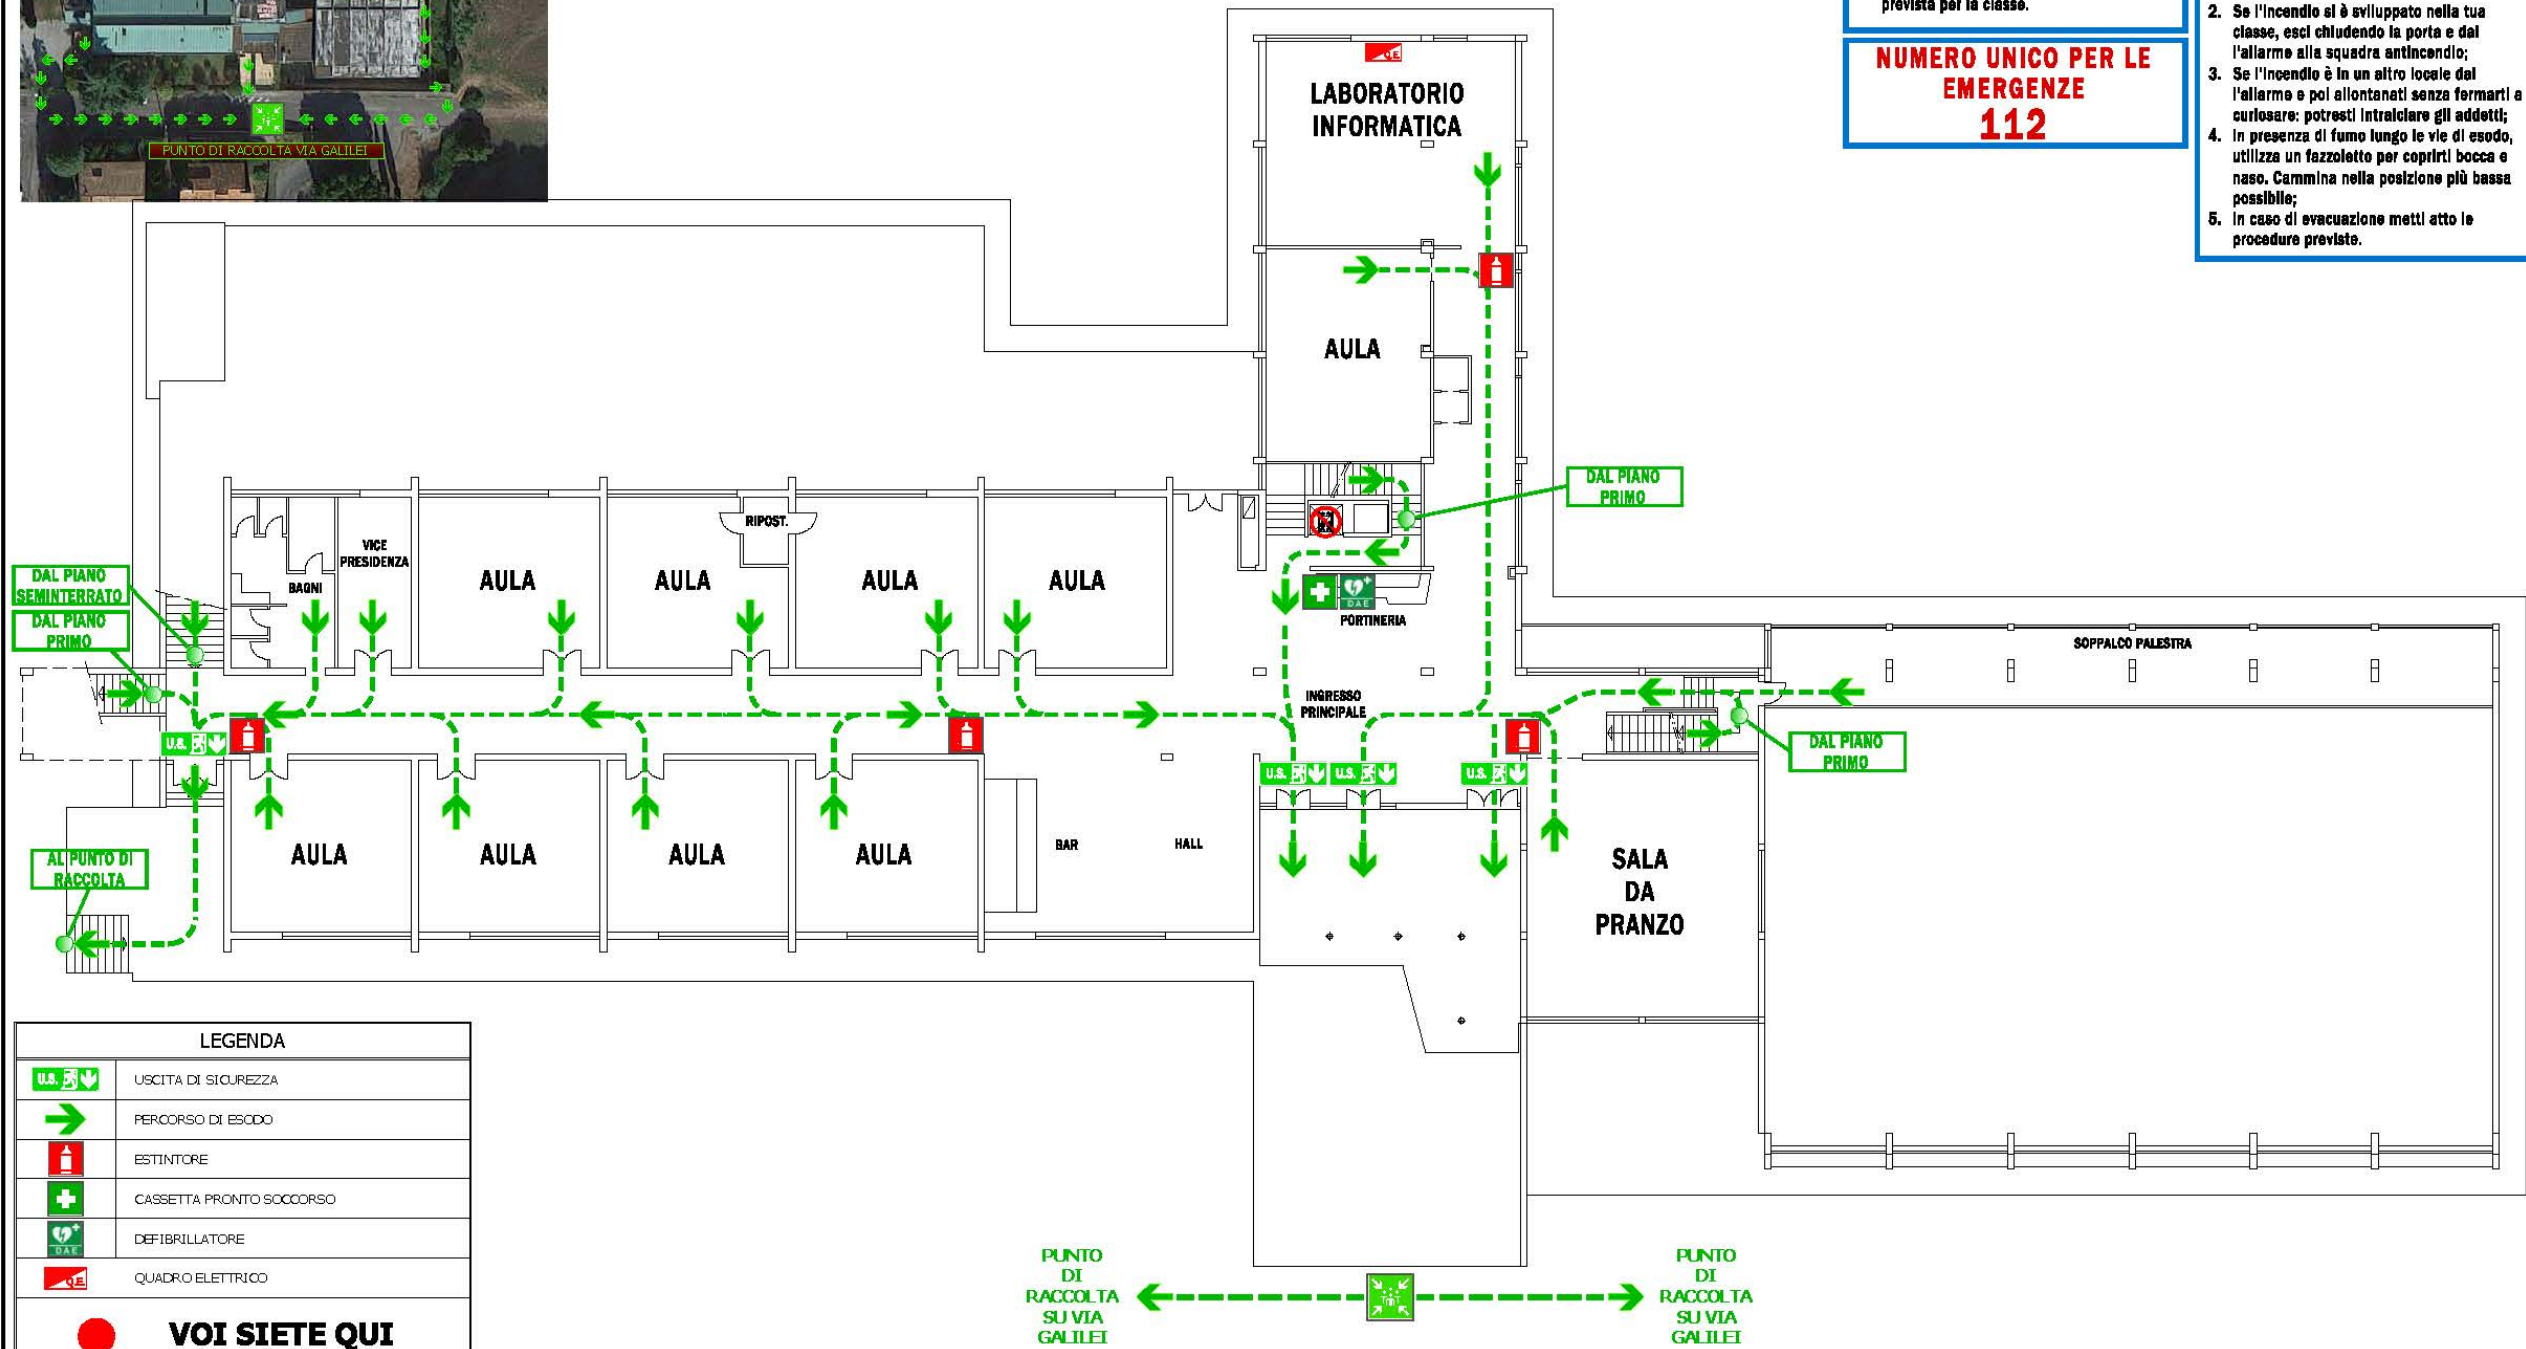 PUNTO DI RACCOLTA VIA GALILEI
prevista per la classe.
NUMERO UNICO PER LE
EMERGENZE
112
2. Se l'incendio si è sviluppato nella tua
classe, esci chiudendo la porta e dai
l'allarme alla squadra antincendio;
3. Se l'incendio è in un altro locale dai
l'allarme e poi allontanati senza fermarti a
curiosare: potresti intralciare gli addetti;
4. In presenza di fumo lungo le vie di esodo,
utilizza un fazzoletto per coprirti bocca e
naso. Cammina nella posizione più bassa
possibile;
5. In caso di evacuazione metti atto le
procedure previste.
Q.E.
LABORATORIO
INFORMATICA
AULA
DAL PIANO
PRIMO
RIPOST.
VICE
PRESIDENZA
BAGNI
AULA
AULA
AULA
AULA
DAL PIANO
SEMINTERRATO
DAL PIANO
PRIMO
DAE
PORTINERIA
SOPPALCO PALESTRA
INGRESSO
PRINCIPALE
U.S.
U.S.
U.S.
U.S.
DAL PIANO
PRIMO
AL PUNTO DI
RACCOLTA
AULA
AULA
AULA
AULA
BAR
HALL
SALA
DA
PRANZO
LEGENDA
U.S.
USCITA DI SICUREZZA
PERCORSO DI ESODO
ESTINTORE
CASSETTA PRONTO SOCCORSO
DAE
DEFIBRILLATORE
Q.E.
QUADRO ELETTRICO
VOI SIETE QUI
PUNTO
DI
RACCOLTA
SU VIA
GALILEI
PUNTO
DI
RACCOLTA
SU VIA
GALILEI